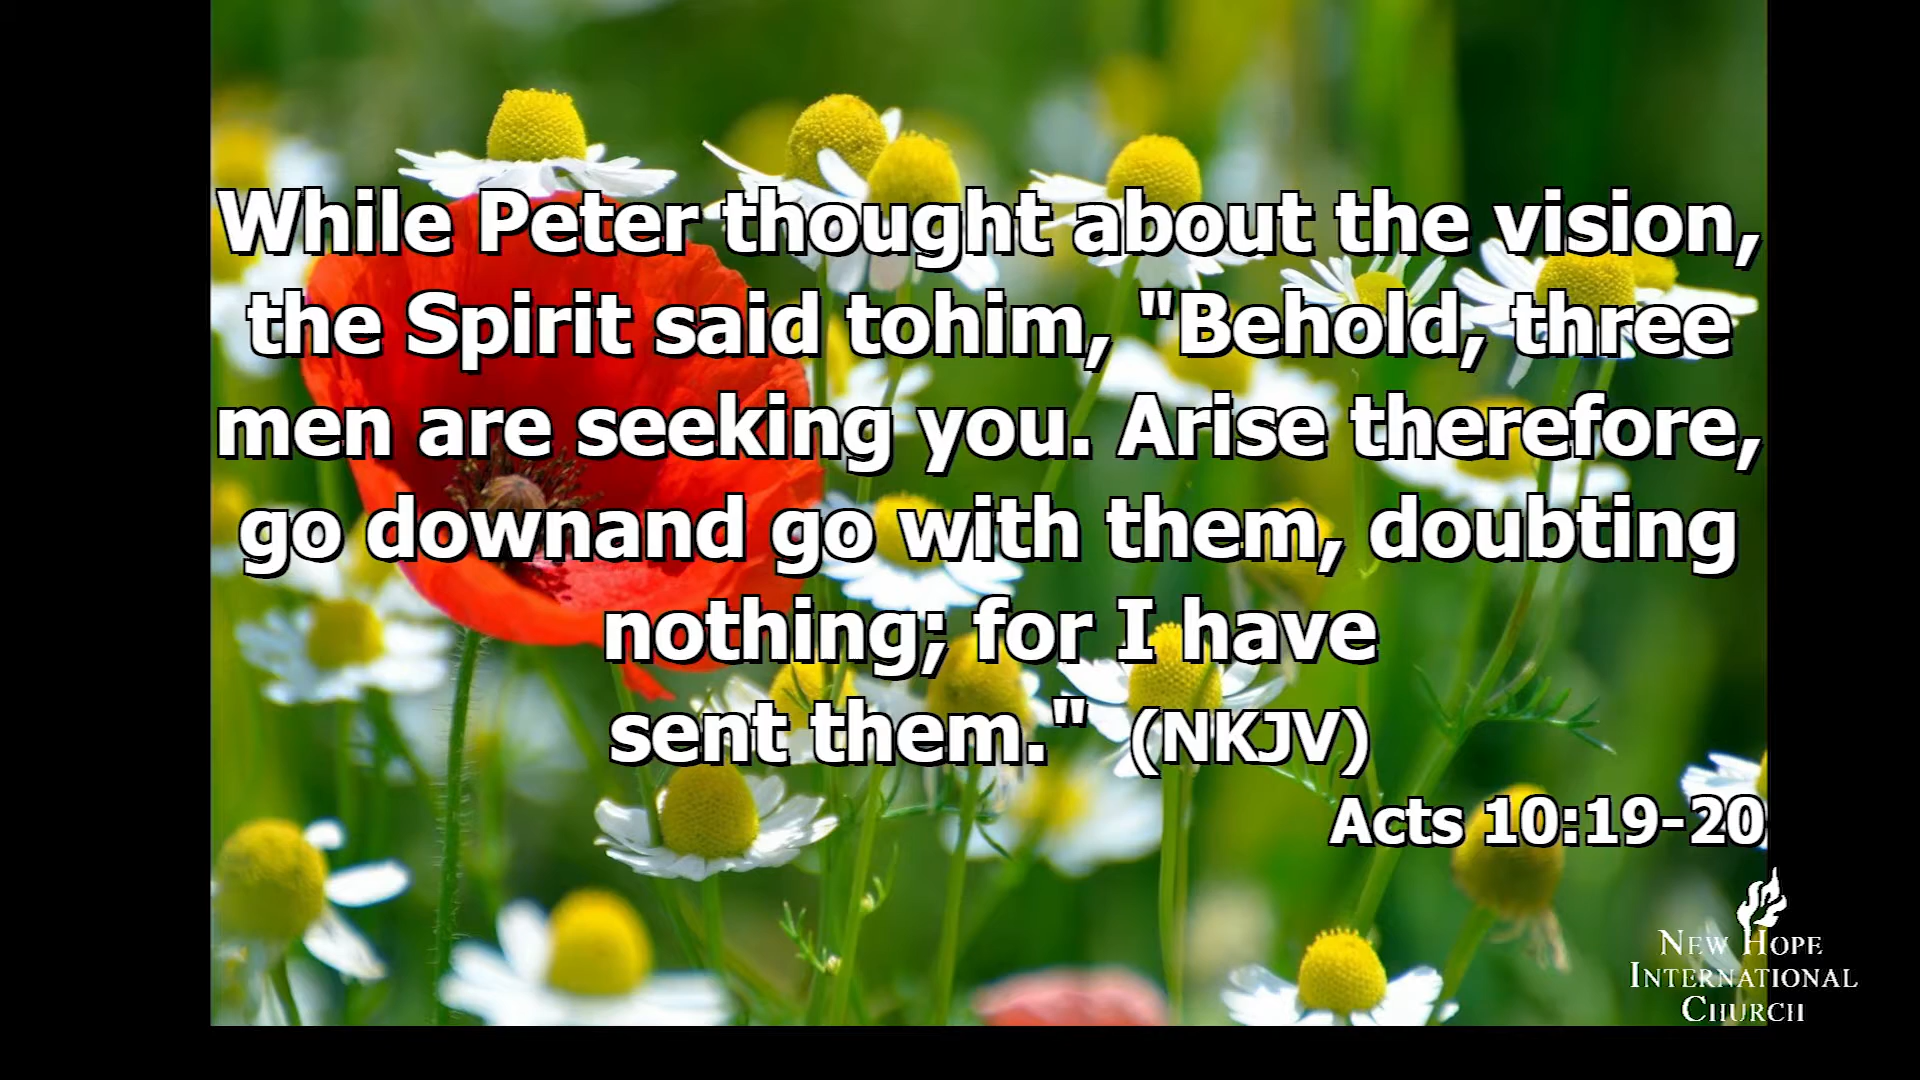 While Peter thought about the vision,
the Spirit said tohim, "Behold, three
men are seeking you. Arise therefore,
go downand go with them, doubting
nothing; for I have
sent them." (NKJV)
Acts 10:19-20
NEW HOPE
INTERNATIONAL
CHURCH